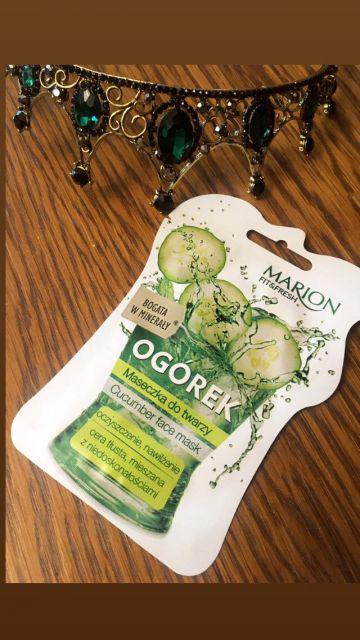 MARION
FIT&FRESH
BOGATA
W MINERAŁY
OGÓREK
Maseczka do twarzy
Cucumber face mask
oczyszczenie, nawilżenie
cera tłusta, mieszana
z niedoskonałościami